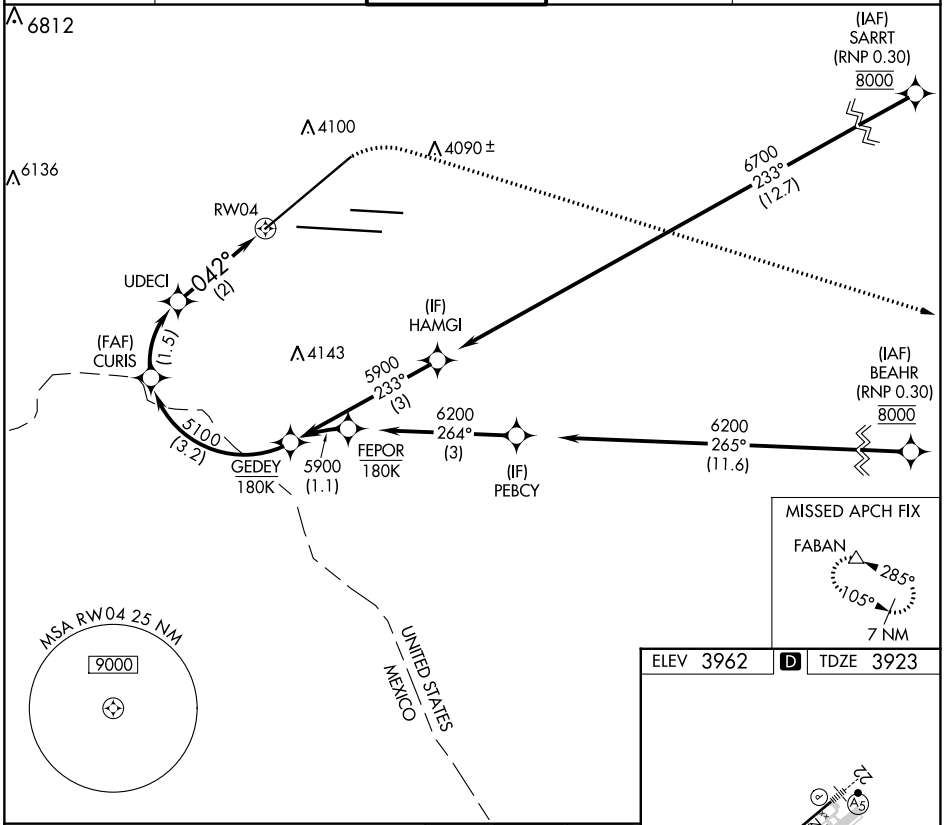 6812
(IAF)
SARRT
(RNP 0.30)
8000
4100
4090 ±
6136
6700
233°
(12.7)
RW04
042°
(2)
UDECI
(IF)
HAMGI
(FAF)
CURIS
(1.5)
4143
5900
233°
(3)
(IAF)
BEAHR
(RNP 0.30)
8000
5100
(3.2)
GEDEY
180K
5900
(1.1)
FEPOR
180K
6200
264°
(3)
(IF)
PEBCY
6200
265°
(11.6)
MISSED APCH FIX
FABAN
285°
105°
7 NM
MSA RW04 25 NM
9000
UNITED STATES
MEXICO
ELEV 3962
D
TDZE 3923
22
P
A5